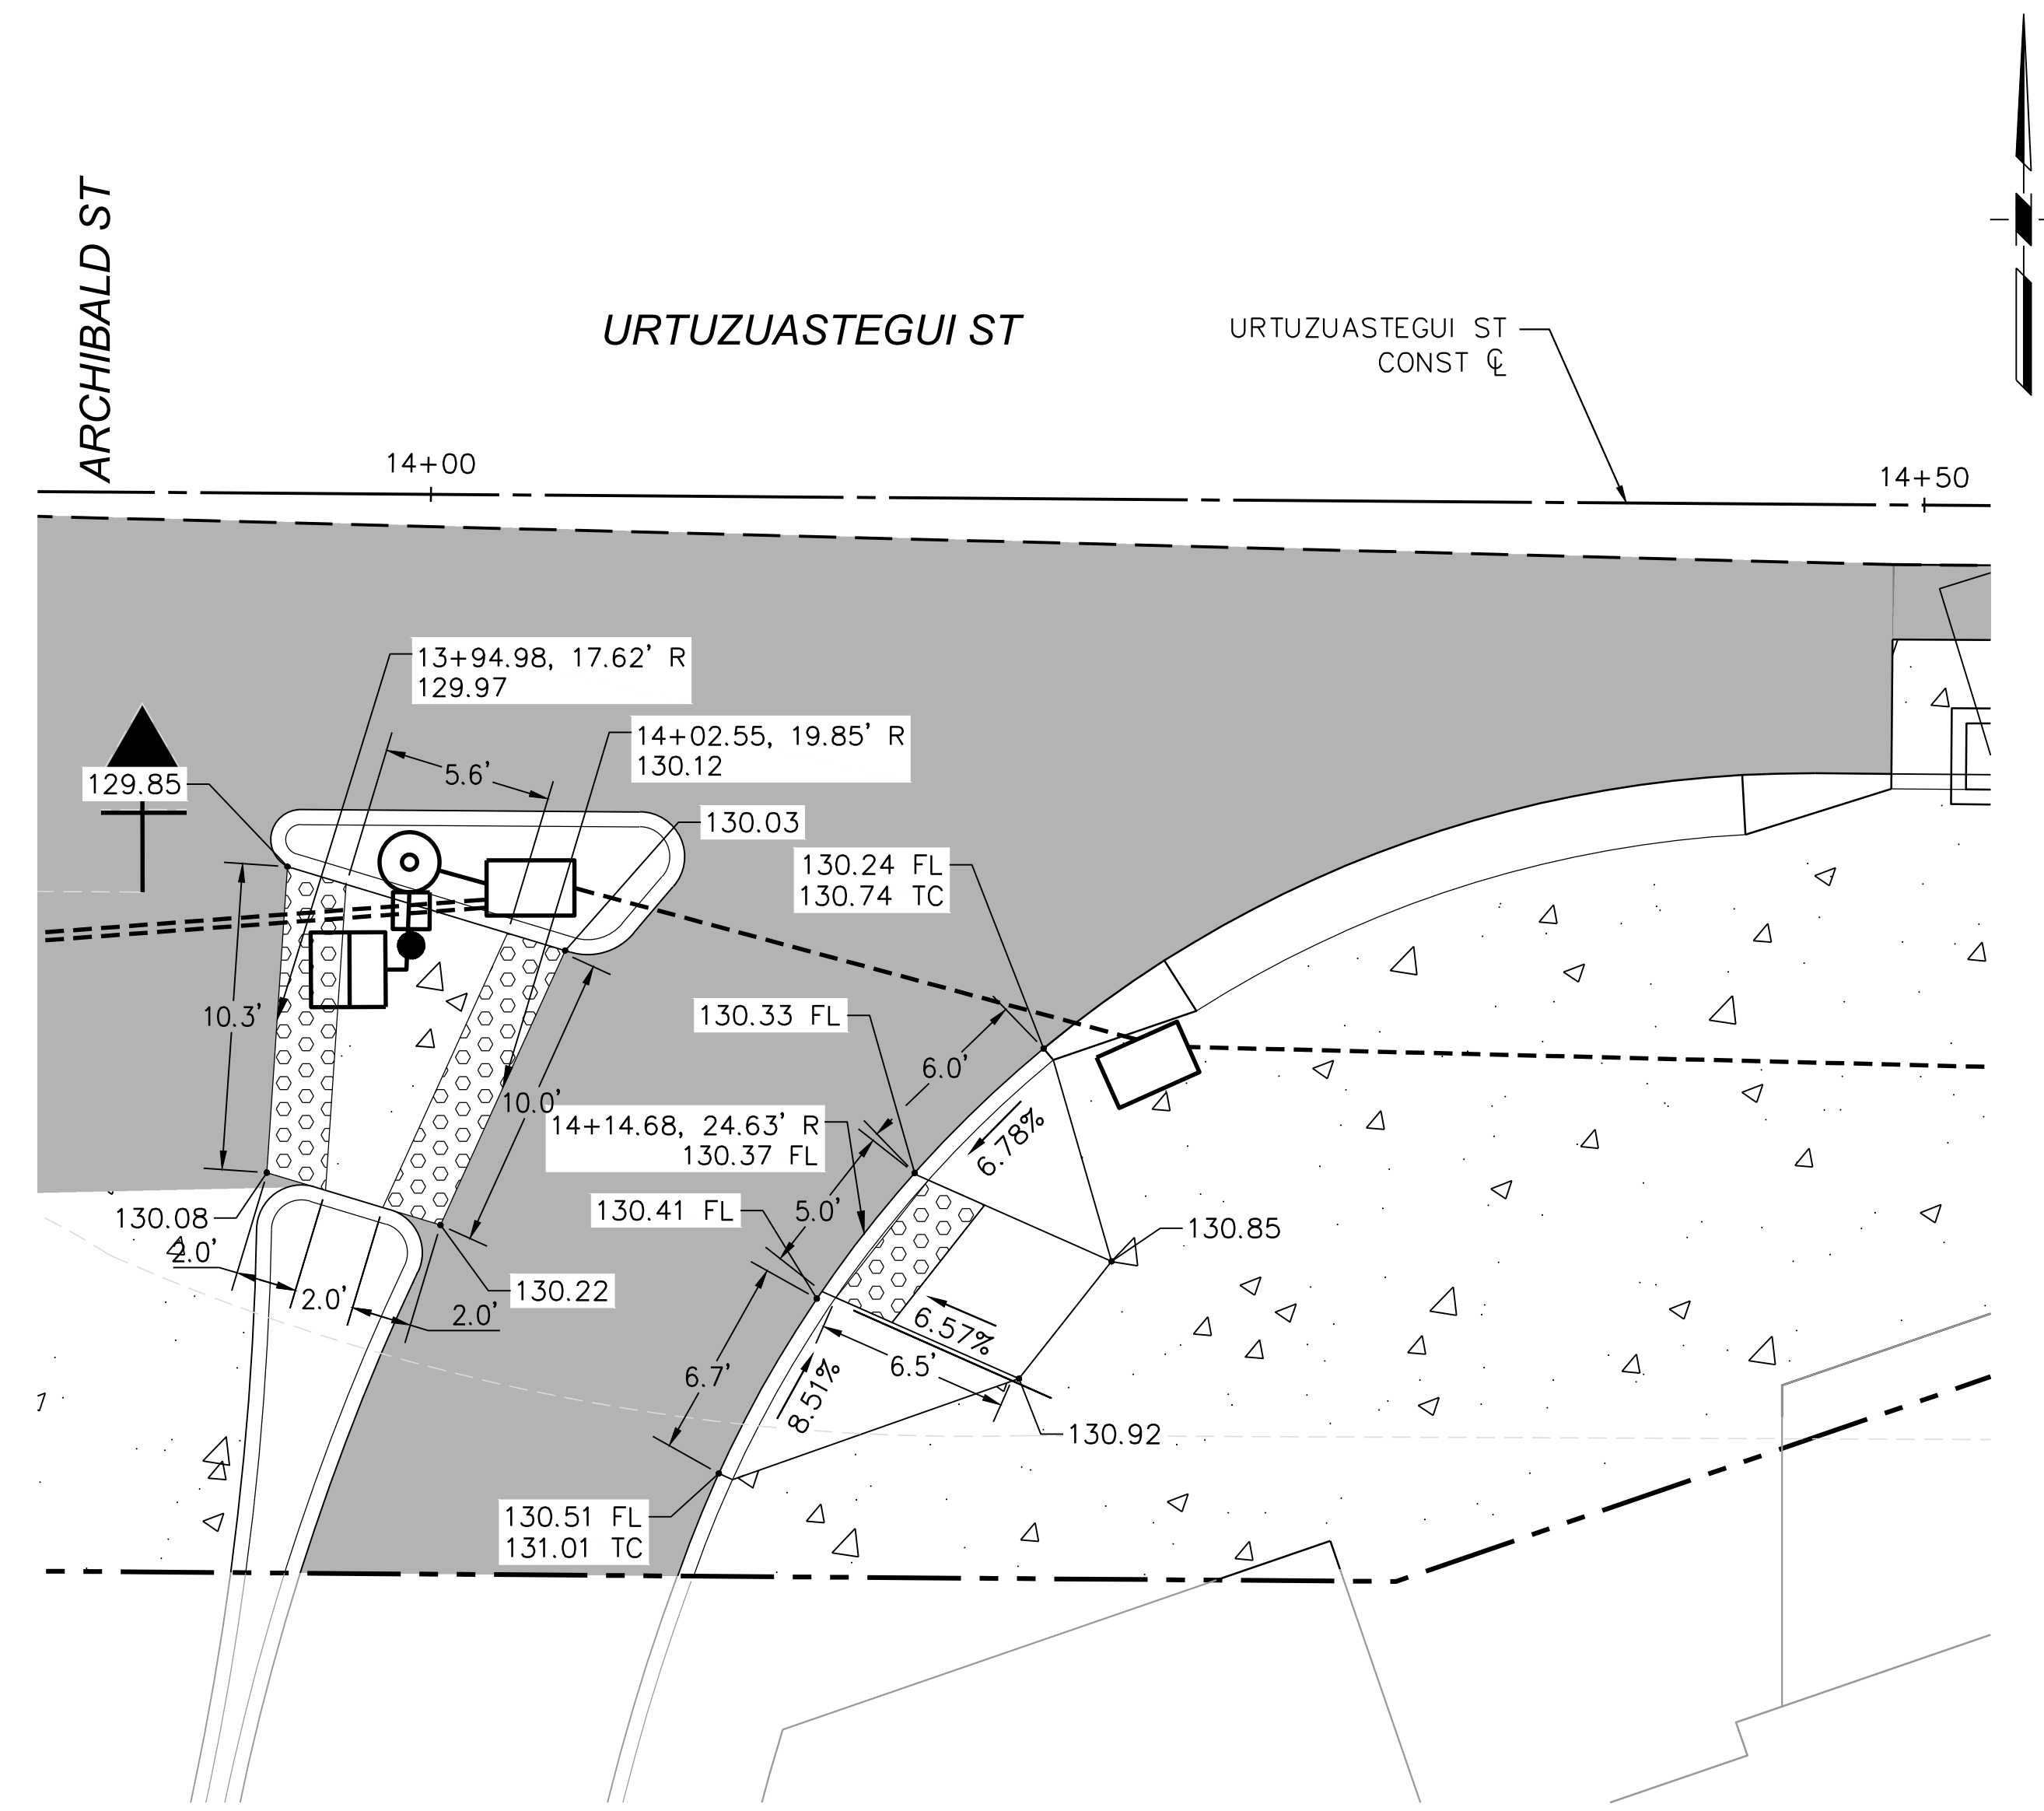 ARCHIBALD ST
URTUZUASTEGUI ST
URTUZUASTEGUI ST
CONST ℄
14+00
14+50
13+94.98, 17.62' R
129.97
14+02.55, 19.85' R
130.12
5.6'
129.85
130.03
130.24 FL
130.74 TC
10.3'
130.33 FL
6.0'
10.0'
14+14.68, 24.63' R
130.37 FL
6.78%
130.41 FL
5.0'
130.08
130.85
2.0'
130.22
2.0'
2.0'
6.57%
6.5'
6.7'
8.51%
130.92
130.51 FL
131.01 TC
N